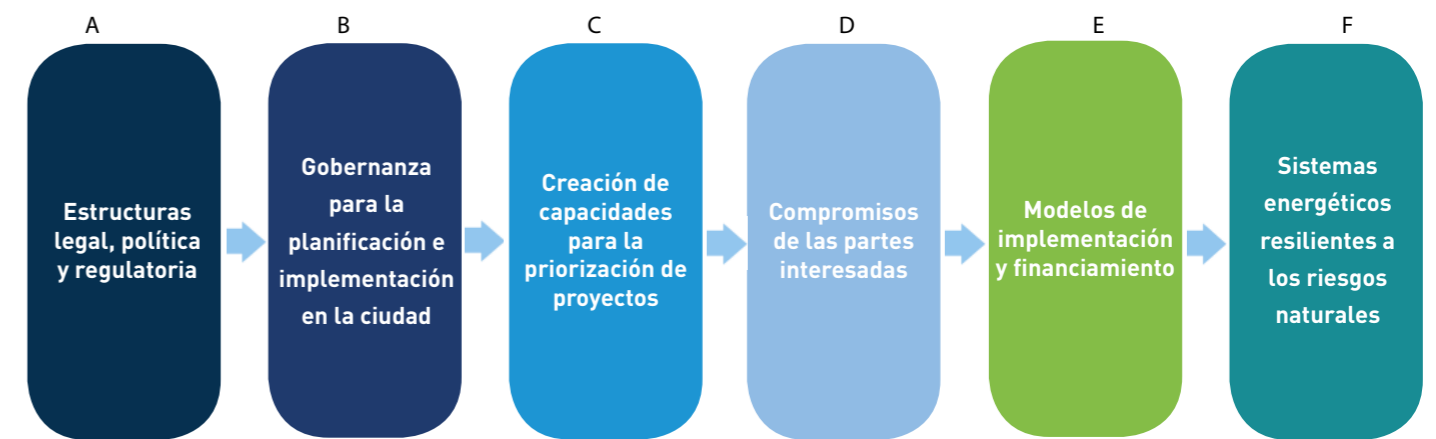 A
B
C
D
E
F
Estructuras
legal, política
y regulatoria
Gobernanza
para la
planificación e
implementación
en la ciudad
Creación de
capacidades
para la
priorización de
proyectos
Compromisos
de las partes
interesadas
Modelos de
implementación
y financiamiento
Sistemas
energéticos
resilientes a
los riesgos
naturales